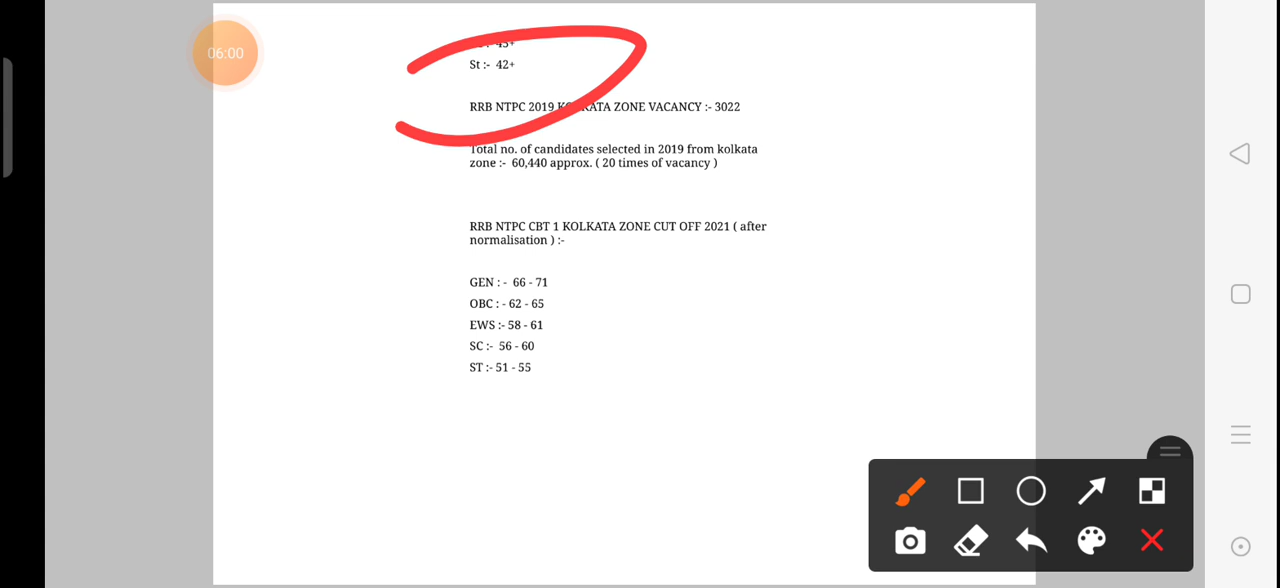 06:00
45+
St :- 42+
RRB NTPC 2019 KOLKATA ZONE VACANCY :- 3022
Total no. of candidates selected in 2019 from kolkata
zone :- 60,440 approx. ( 20 times of vacancy )
RRB NTPC CBT 1 KOLKATA ZONE CUT OFF 2021 ( after
normalisation ) :-
GEN : - 66 - 71
OBC : - 62 - 65
EWS :- 58 - 61
SC :- 56 - 60
ST :- 51 - 55